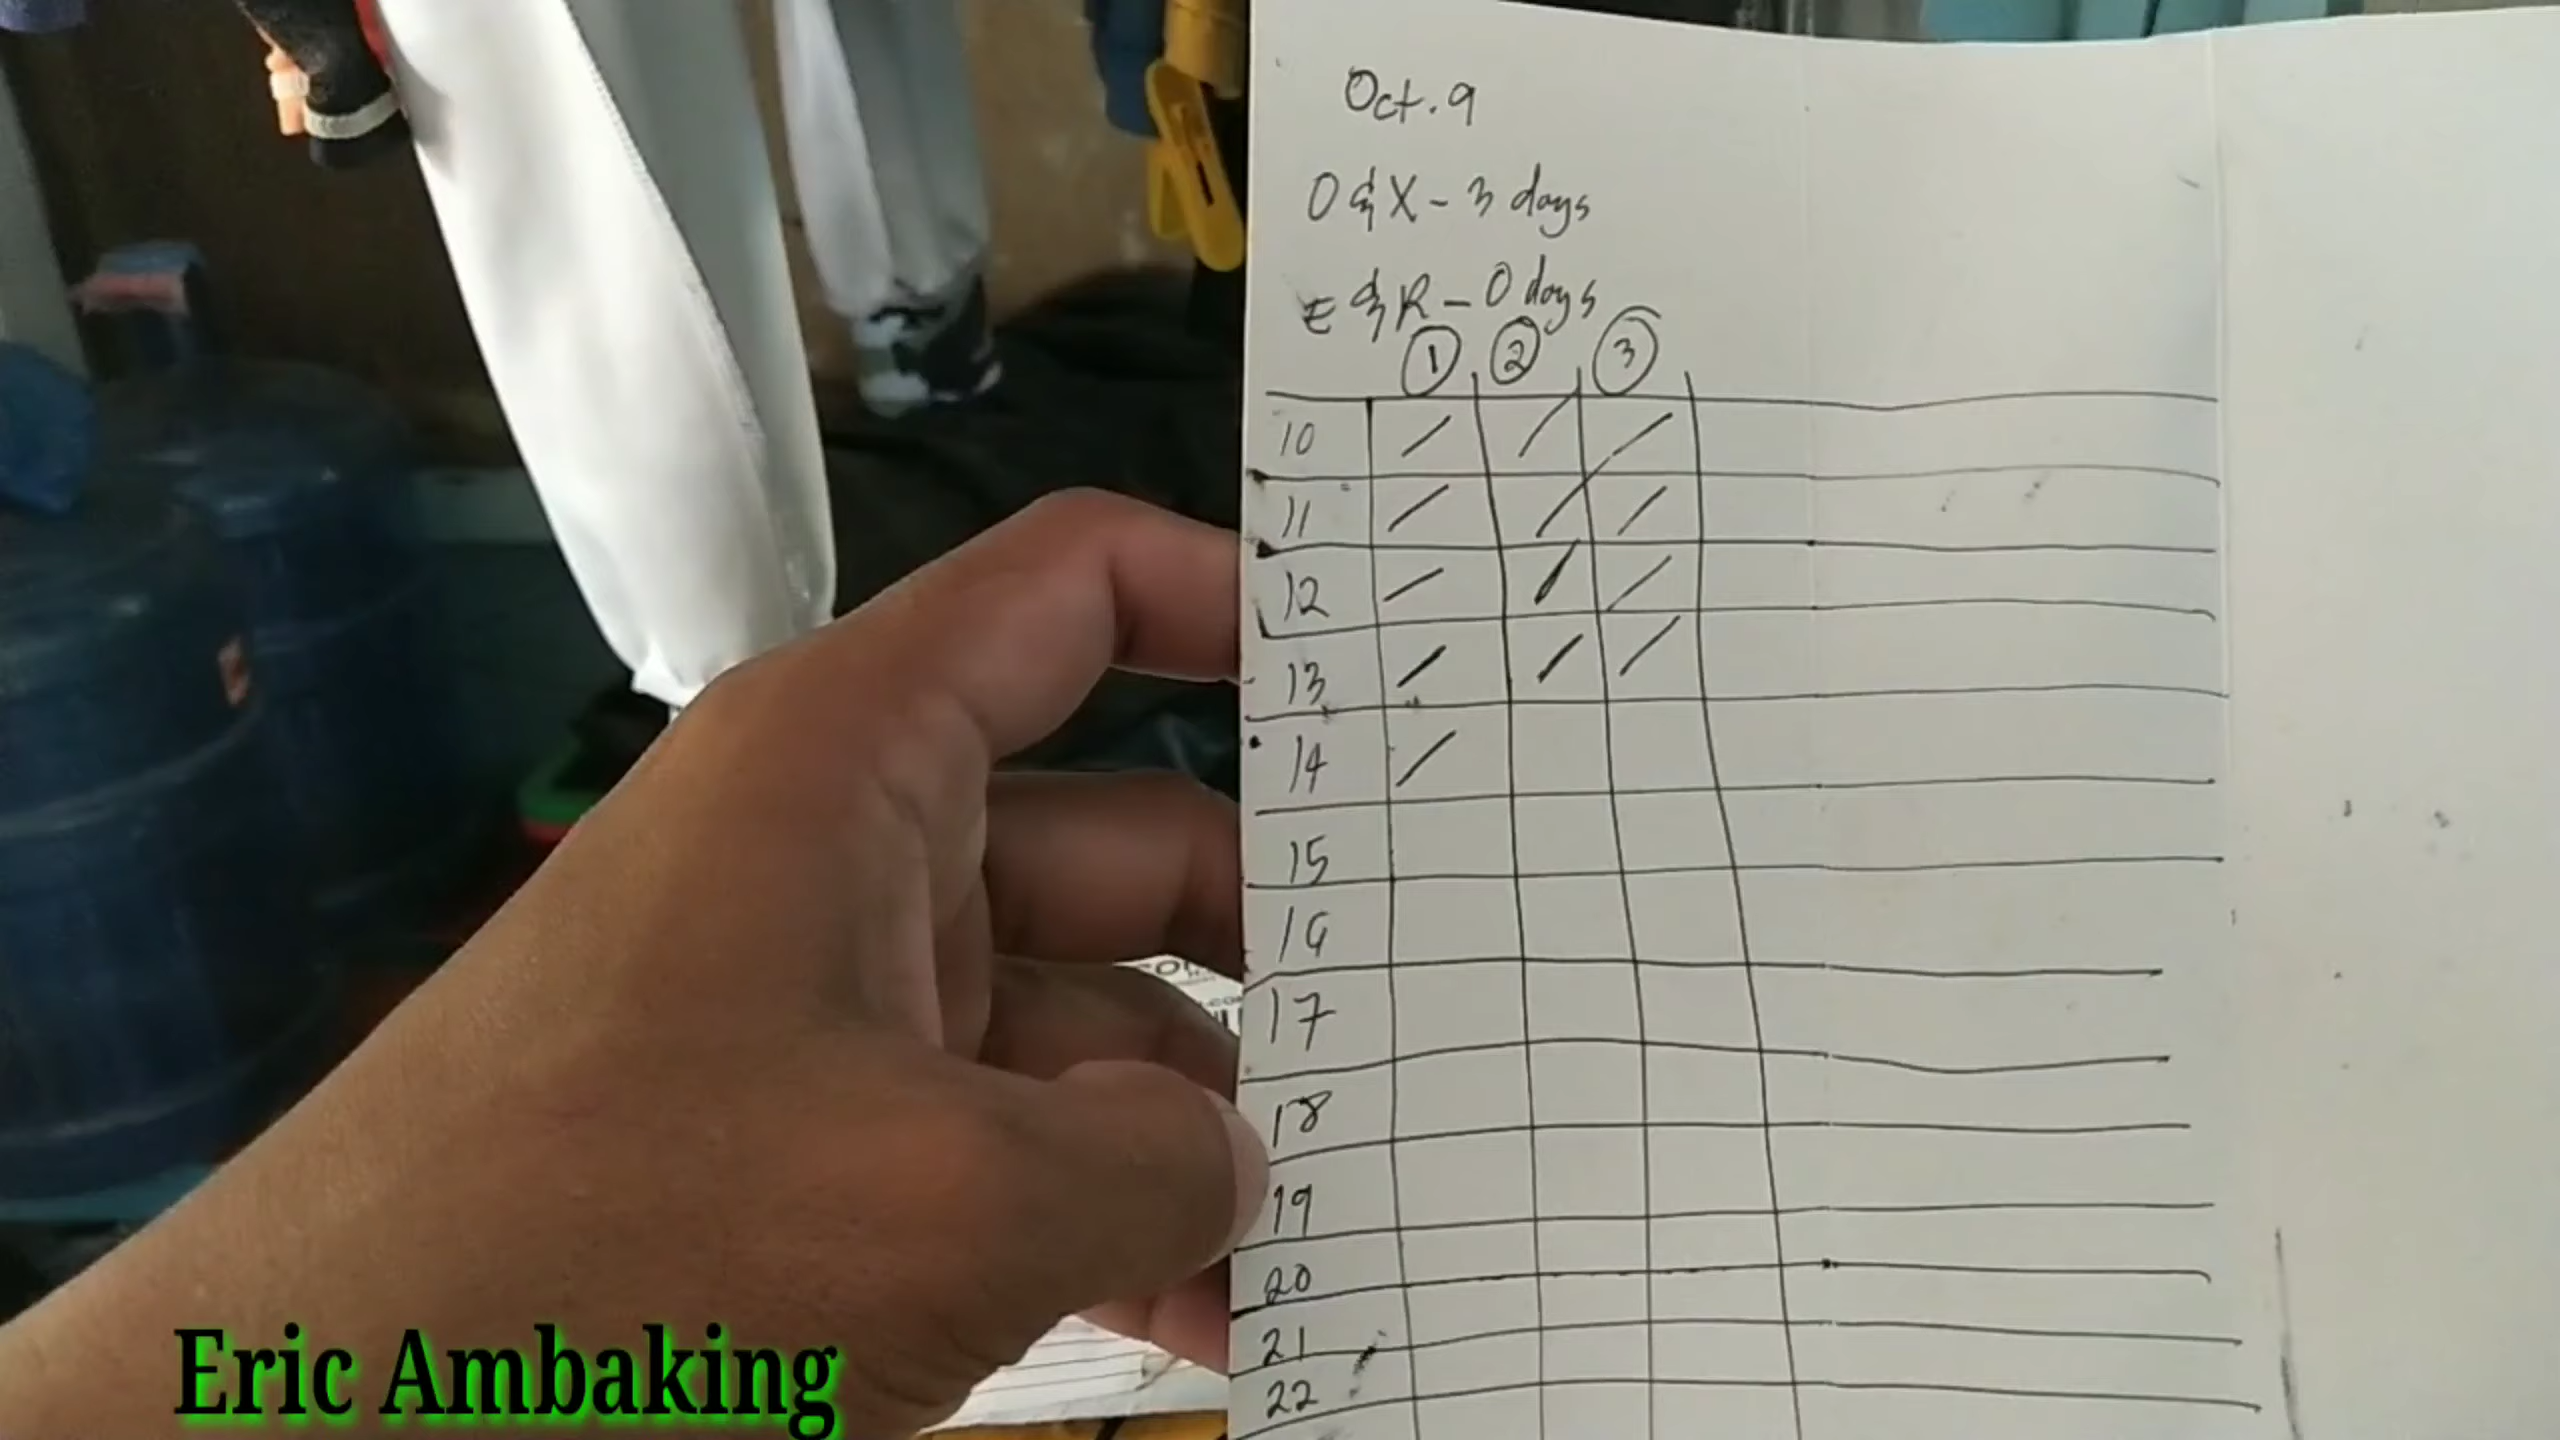 Oct. 9
O & X - 3 days
E & R - 0 days
1 2 3
10 / / /
11 / / /
12 / / /
13 / / /
14 /
15
16
17
18
19
20
21
22
Eric Ambaking